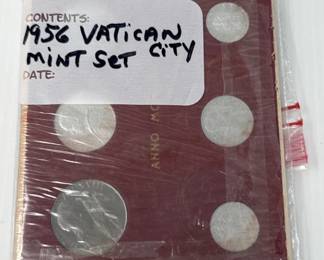 CONTENTS:
1956 VATICAN
CITY
MINT SET
DATE:
ANNO MC